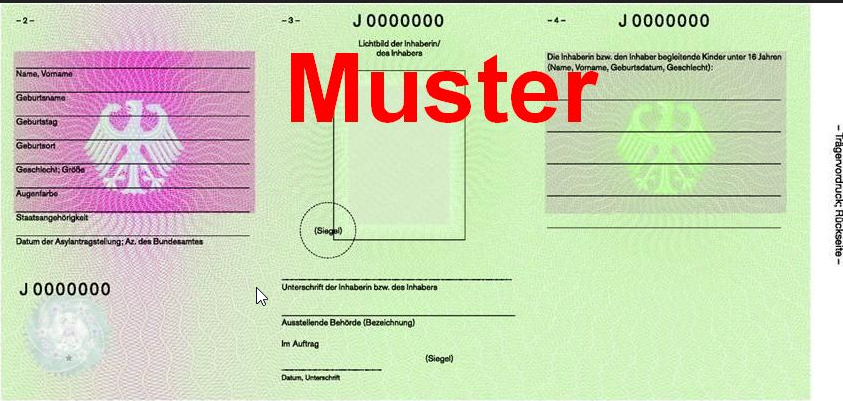 -2-
Name, Vorname
Geburtsname
Geburtstag
Geburtsort
Geschlecht; Größe
Augenfarbe
Staatsangehörigkeit
Datum der Asylantragstellung; Az. des Bundesamtes
J 0000000
-3-
J 0000000
Lichtbild der Inhaberin/
des Inhabers
Muster
(Siegel)
Unterschrift der Inhaberin bzw. des Inhabers
Ausstellende Behörde (Bezeichnung)
Im Auftrag
(Siegel)
Datum, Unterschrift
-4-
J 0000000
Die Inhaberin bzw. den Inhaber begleitende Kinder unter 16 Jahren
(Name, Vorname, Geburtsdatum, Geschlecht):
– Trägervordruck; Rückseite –